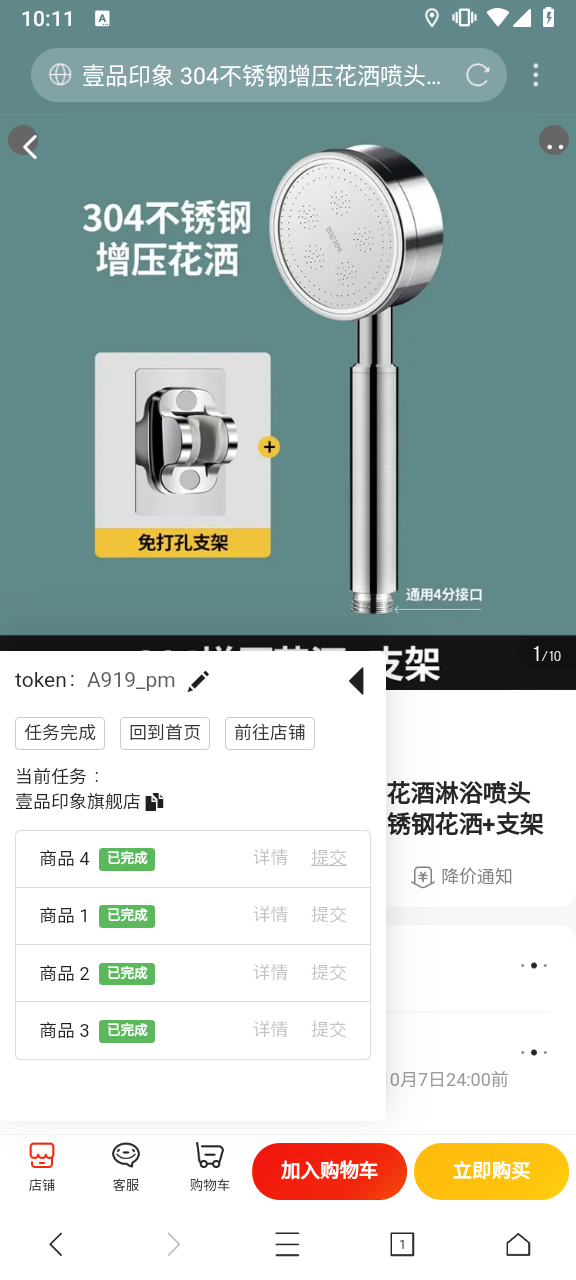 10:11
壹品印象 304不锈钢增压花洒喷头...
304不锈钢
增压花洒
免打孔支架
通用4分接口
支架
1/10
token： A919_pm
任务完成 回到首页 前往店铺
当前任务：
壹品印象旗舰店
花酒淋浴喷头
锈钢花洒+支架
商品 4 已完成 详情 提交
降价通知
商品 1 已完成 详情 提交
商品 2 已完成 详情 提交
商品 3 已完成 详情 提交
0月7日24:00前
店铺 客服 购物车 加入购物车 立即购买
1